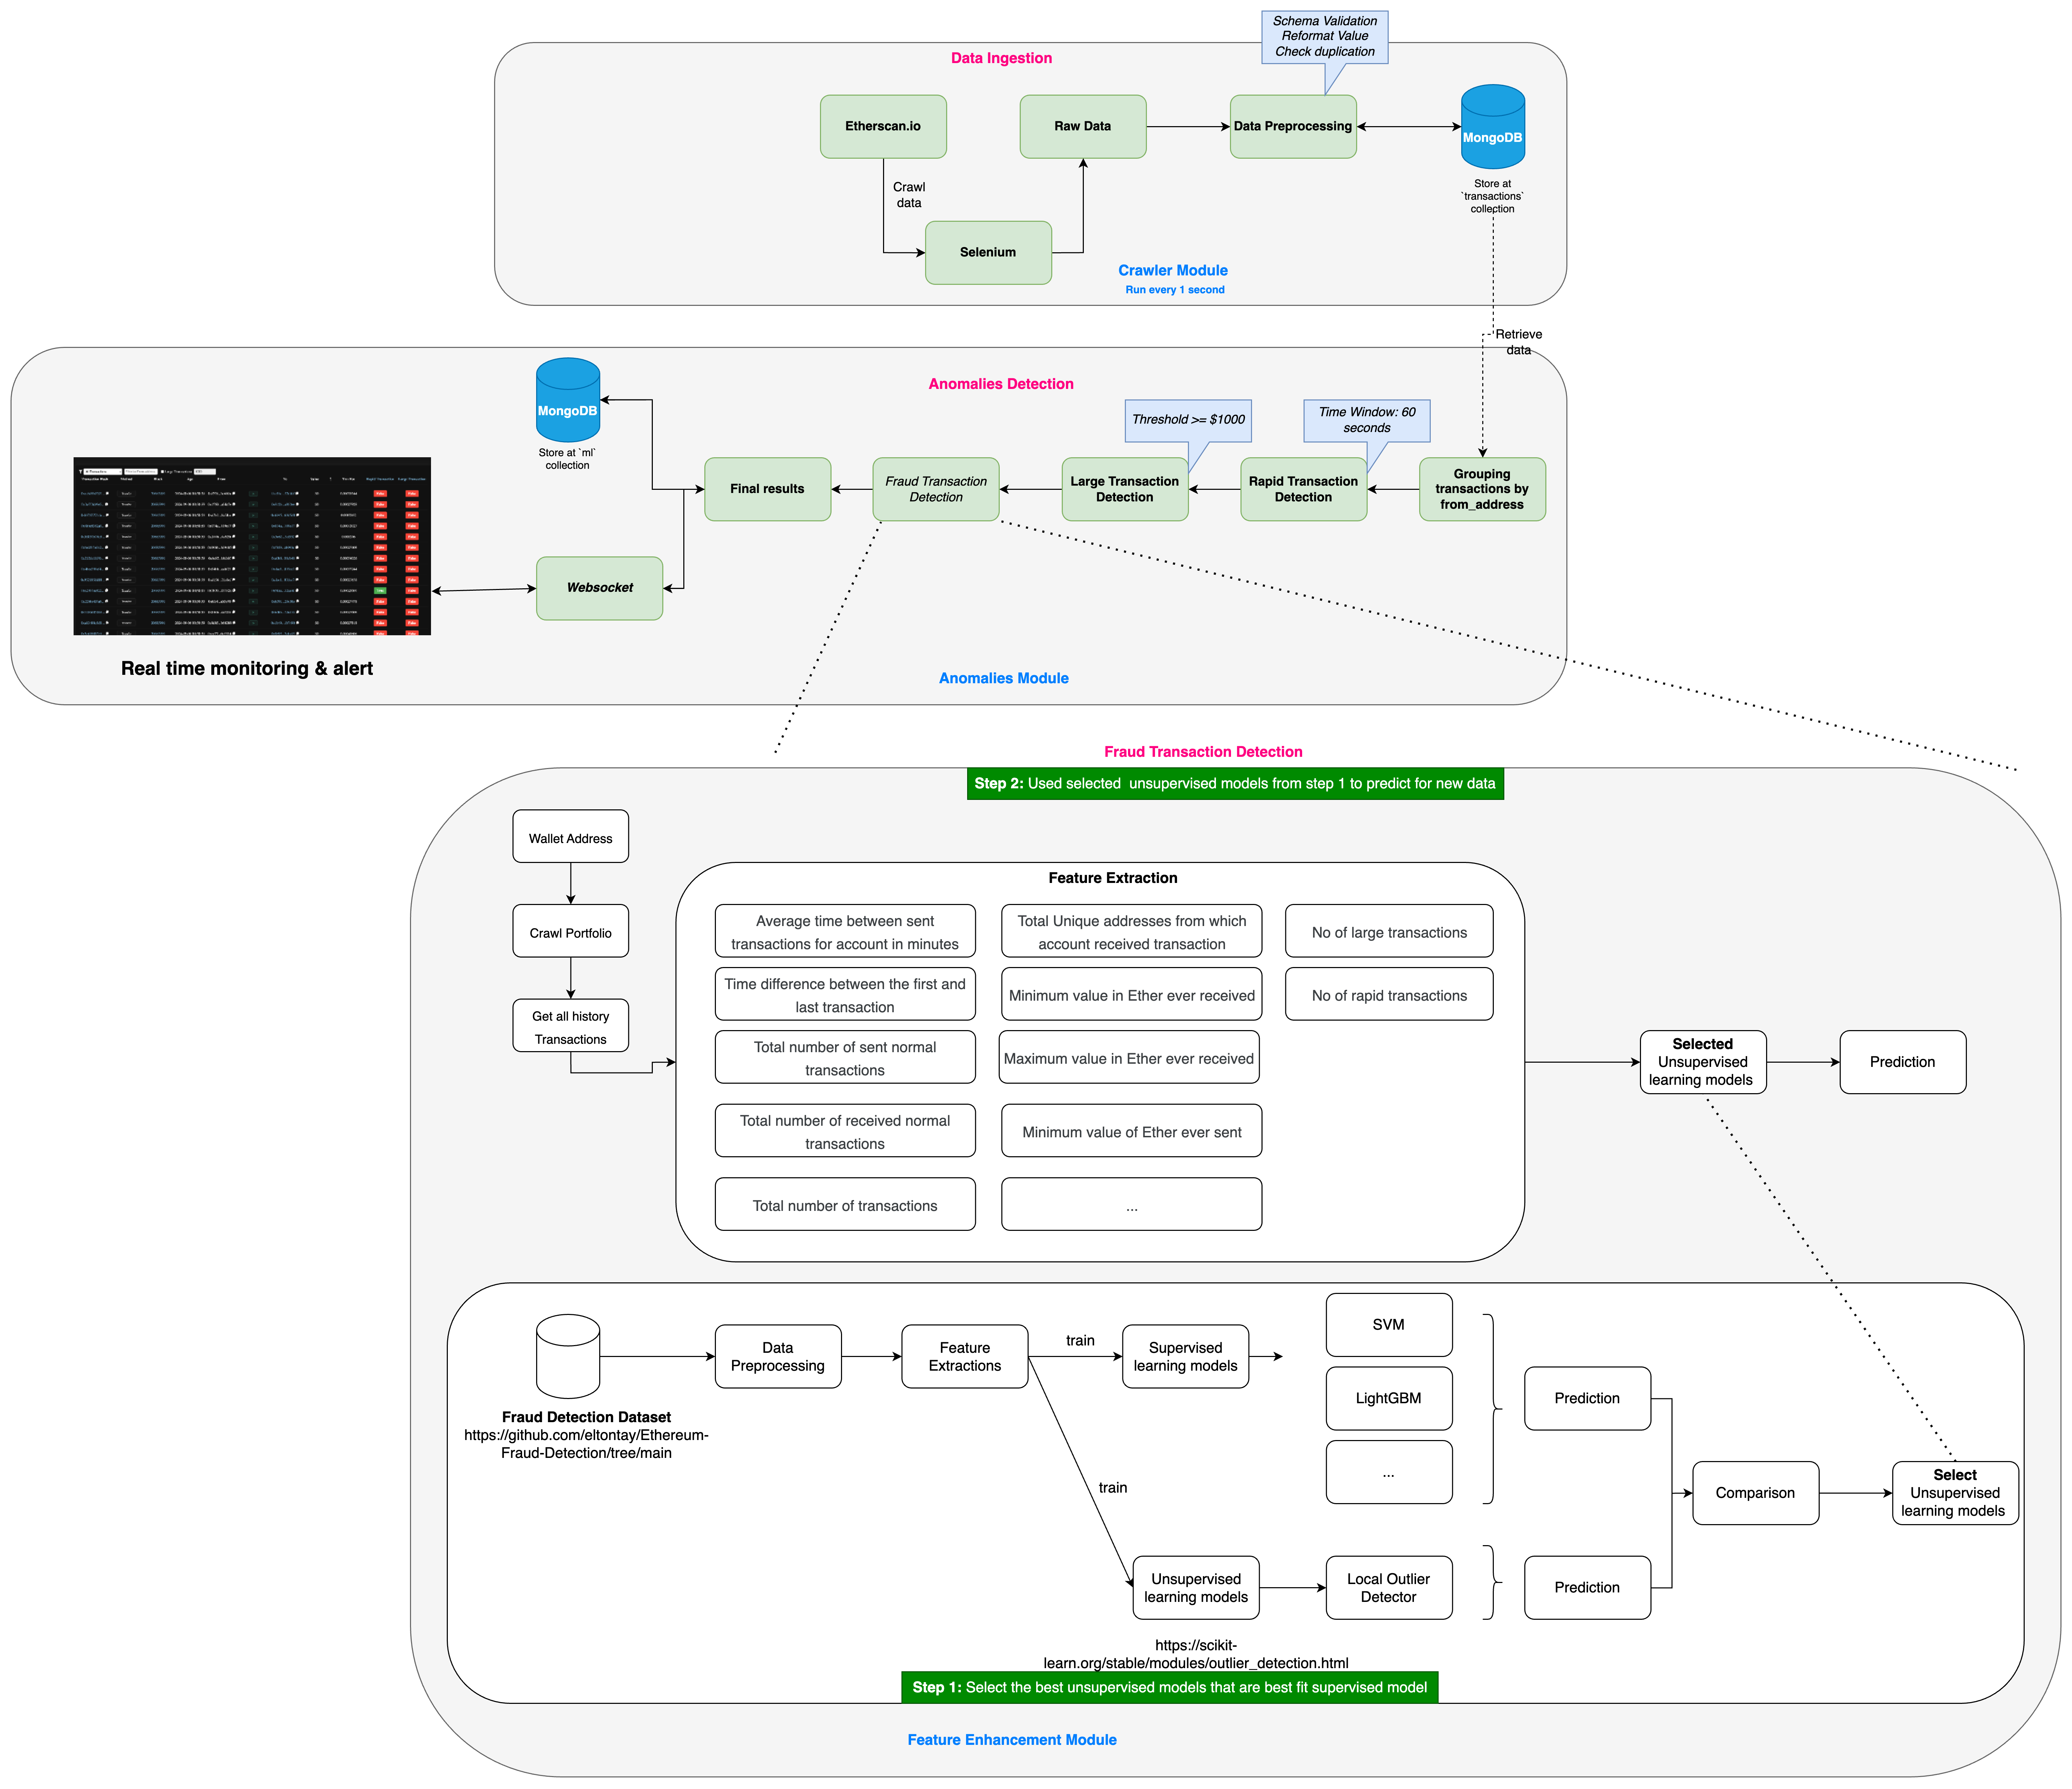 Schema Validation
Reformat Value
Check duplication
Data Ingestion
Etherscan.io
Raw Data
Data Preprocessing
MongoDB
Crawl
data
Store at
`transactions`
collection
Selenium
Crawler Module
Run every 1 second
Retrieve
data
Anomalies Detection
MongoDB
Store at `ml`
collection
Threshold >= $1000
Time Window: 60
seconds
Final results
Fraud Transaction
Detection
Large Transaction
Detection
Rapid Transaction
Detection
Grouping
transactions by
from_address
Websocket
Real time monitoring & alert
Anomalies Module
Fraud Transaction Detection
Step 2: Used selected  unsupervised models from step 1 to predict for new data
Wallet Address
Crawl Portfolio
Get all history
Transactions
Feature Extraction
Average time between sent
transactions for account in minutes
Total Unique addresses from which
account received transaction
No of large transactions
Time difference between the first and
last transaction
Minimum value in Ether ever received
No of rapid transactions
Total number of sent normal
transactions
Maximum value in Ether ever received
Total number of received normal
transactions
Minimum value of Ether ever sent
Total number of transactions
...
Selected
Unsupervised
learning models
Prediction
Fraud Detection Dataset
https://github.com/eltontay/Ethereum-
Fraud-Detection/tree/main
Data
Preprocessing
Feature
Extractions
train
Supervised
learning models
SVM
LightGBM
...
Prediction
train
Unsupervised
learning models
Local Outlier
Detector
Prediction
Comparison
Select
Unsupervised
learning models
https://scikit-
learn.org/stable/modules/outlier_detection.html
Step 1: Select the best unsupervised models that are best fit supervised model
Feature Enhancement Module